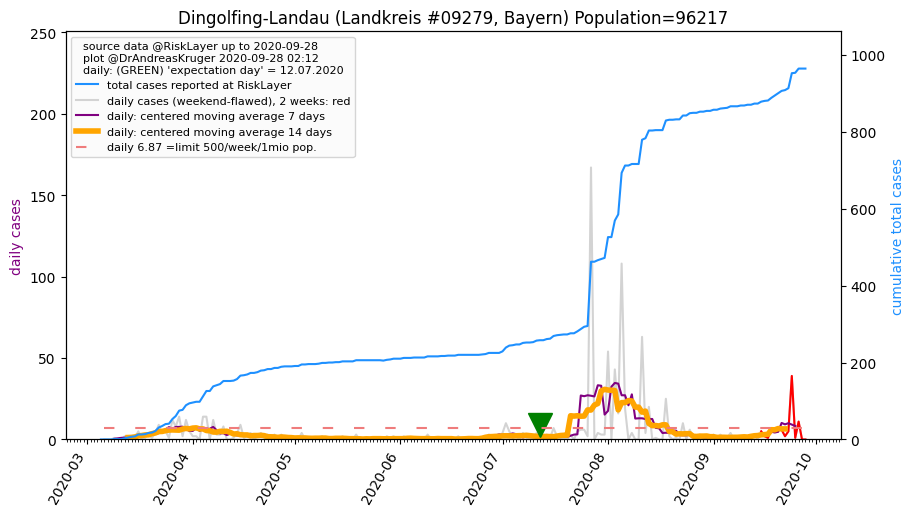 Dingolfing-Landau (Landkreis #09279, Bayern) Population=96217
source data @RiskLayer up to 2020-09-28
plot @DrAndreasKruger 2020-09-28 02:12
daily: (GREEN) 'expectation day' = 12.07.2020
total cases reported at RiskLayer
daily cases (weekend-flawed), 2 weeks: red
daily: centered moving average 7 days
daily: centered moving average 14 days
daily 6.87 =limit 500/week/1mio pop.
daily cases
250
200
150
100
50
0
cumulative total cases
1000
800
600
400
200
0
2020-03
2020-04
2020-05
2020-06
2020-07
2020-08
2020-09
2020-10